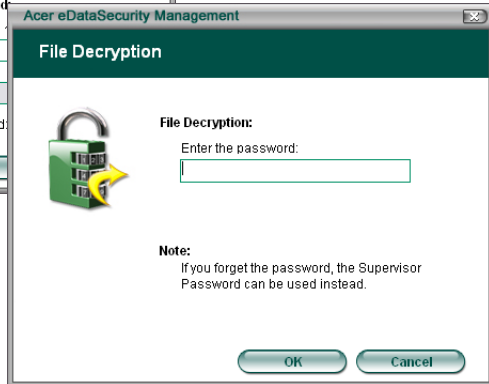 Acer eDataSecurity Management
File Decryption
File Decryption:
Enter the password:
Note:
If you forget the password, the Supervisor
Password can be used instead.
OK
Cancel